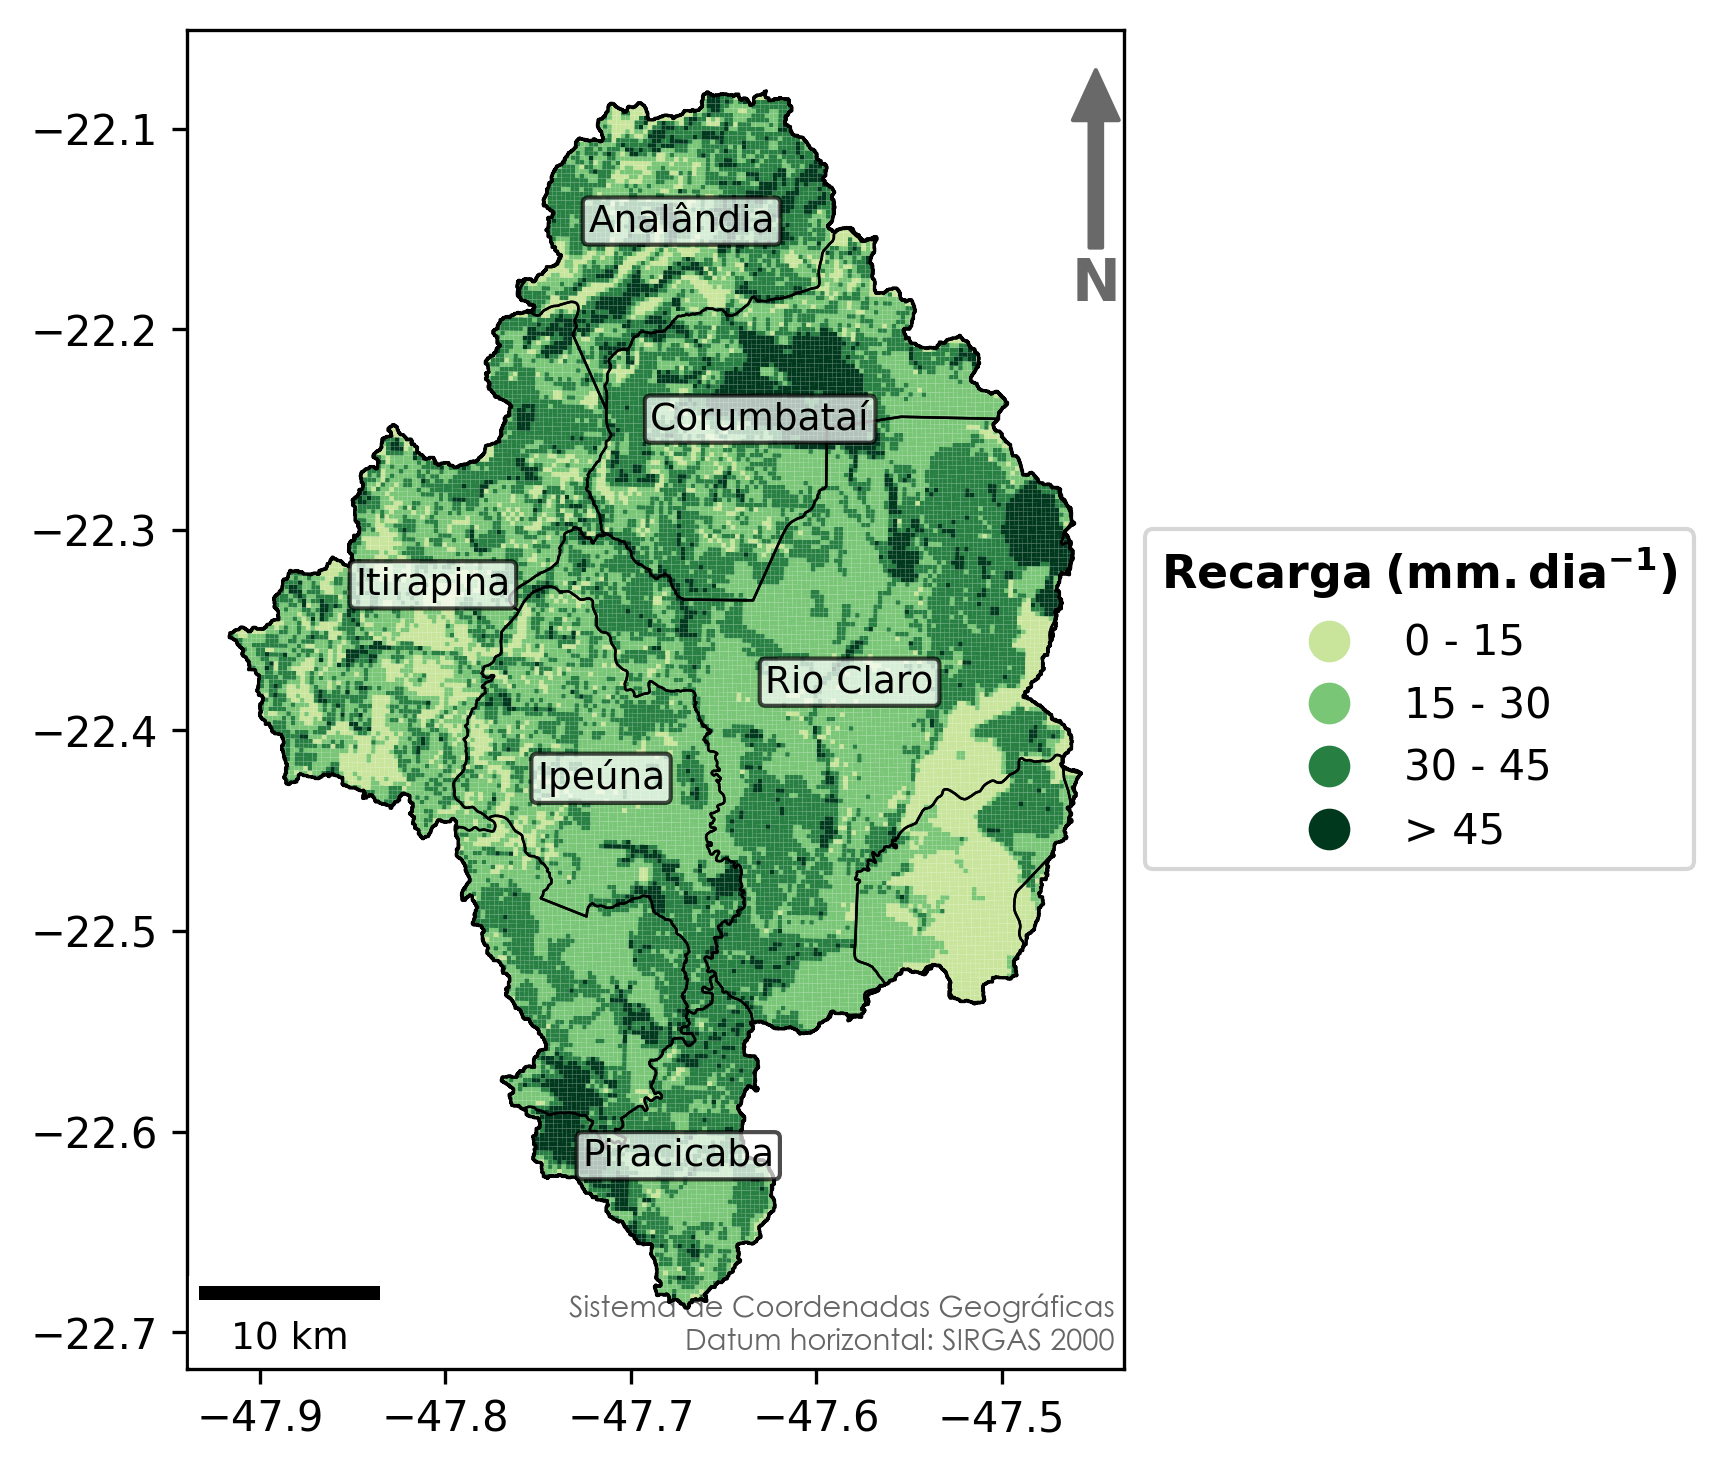 −22.1
−22.2
−22.3
−22.4
−22.5
−22.6
−22.7
−47.9
−47.8
−47.7
−47.6
−47.5
N
Analândia
Corumbataí
Itirapina
Rio Claro
Ipeúna
Piracicaba
10 km
Sistema de Coordenadas Geográficas
Datum horizontal: SIRGAS 2000
Recarga (mm. dia⁻¹)
0 - 15
15 - 30
30 - 45
> 45